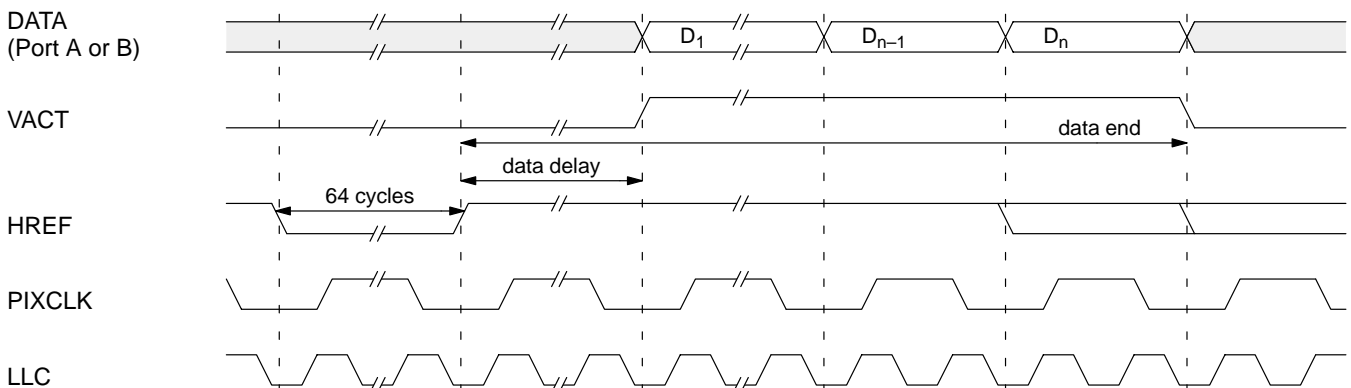 DATA
(Port A or B)
D1
Dn–1
Dn
VACT
data end
data delay
64 cycles
HREF
PIXCLK
LLC